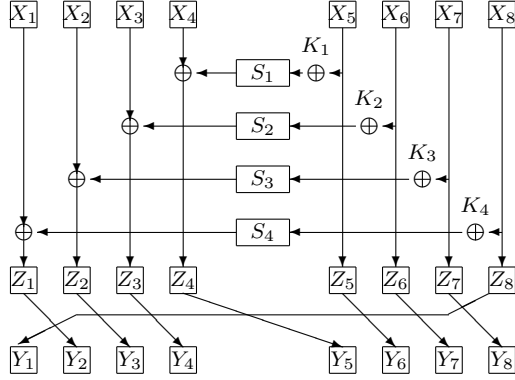 X₁ X₂ X₃ X₄ X₅ X₆ X₇ X₈
K₁
S₁
K₂
S₂
K₃
S₃
K₄
S₄
Z₁ Z₂ Z₃ Z₄ Z₅ Z₆ Z₇ Z₈
Y₁ Y₂ Y₃ Y₄ Y₅ Y₆ Y₇ Y₈